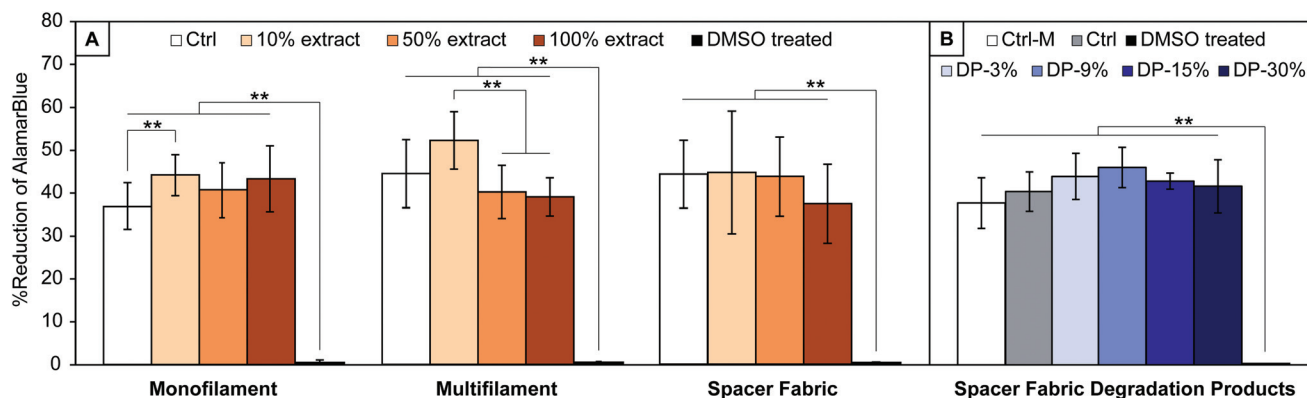 %Reduction of AlamarBlue
80
70
60
50
40
30
20
10
0
A
Ctrl 10% extract 50% extract 100% extract DMSO treated
**
**
**
**
**
Monofilament Multifilament Spacer Fabric
B
Ctrl-M Ctrl DMSO treated
DP-3% DP-9% DP-15% DP-30%
**
Spacer Fabric Degradation Products